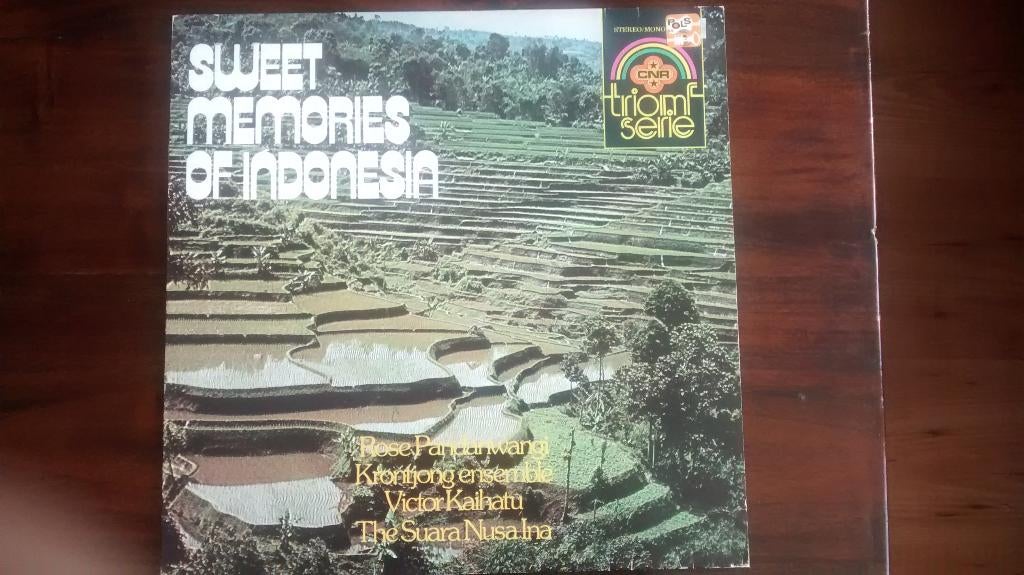 SWEET
MEMORIES
OF INDONESIA
STEREO/MONO
POLS
CNR
triomf
serie
Rose Pandanwangi
Krontjong ensemble
Victor Kaihatu
The Suara Nusa Ina